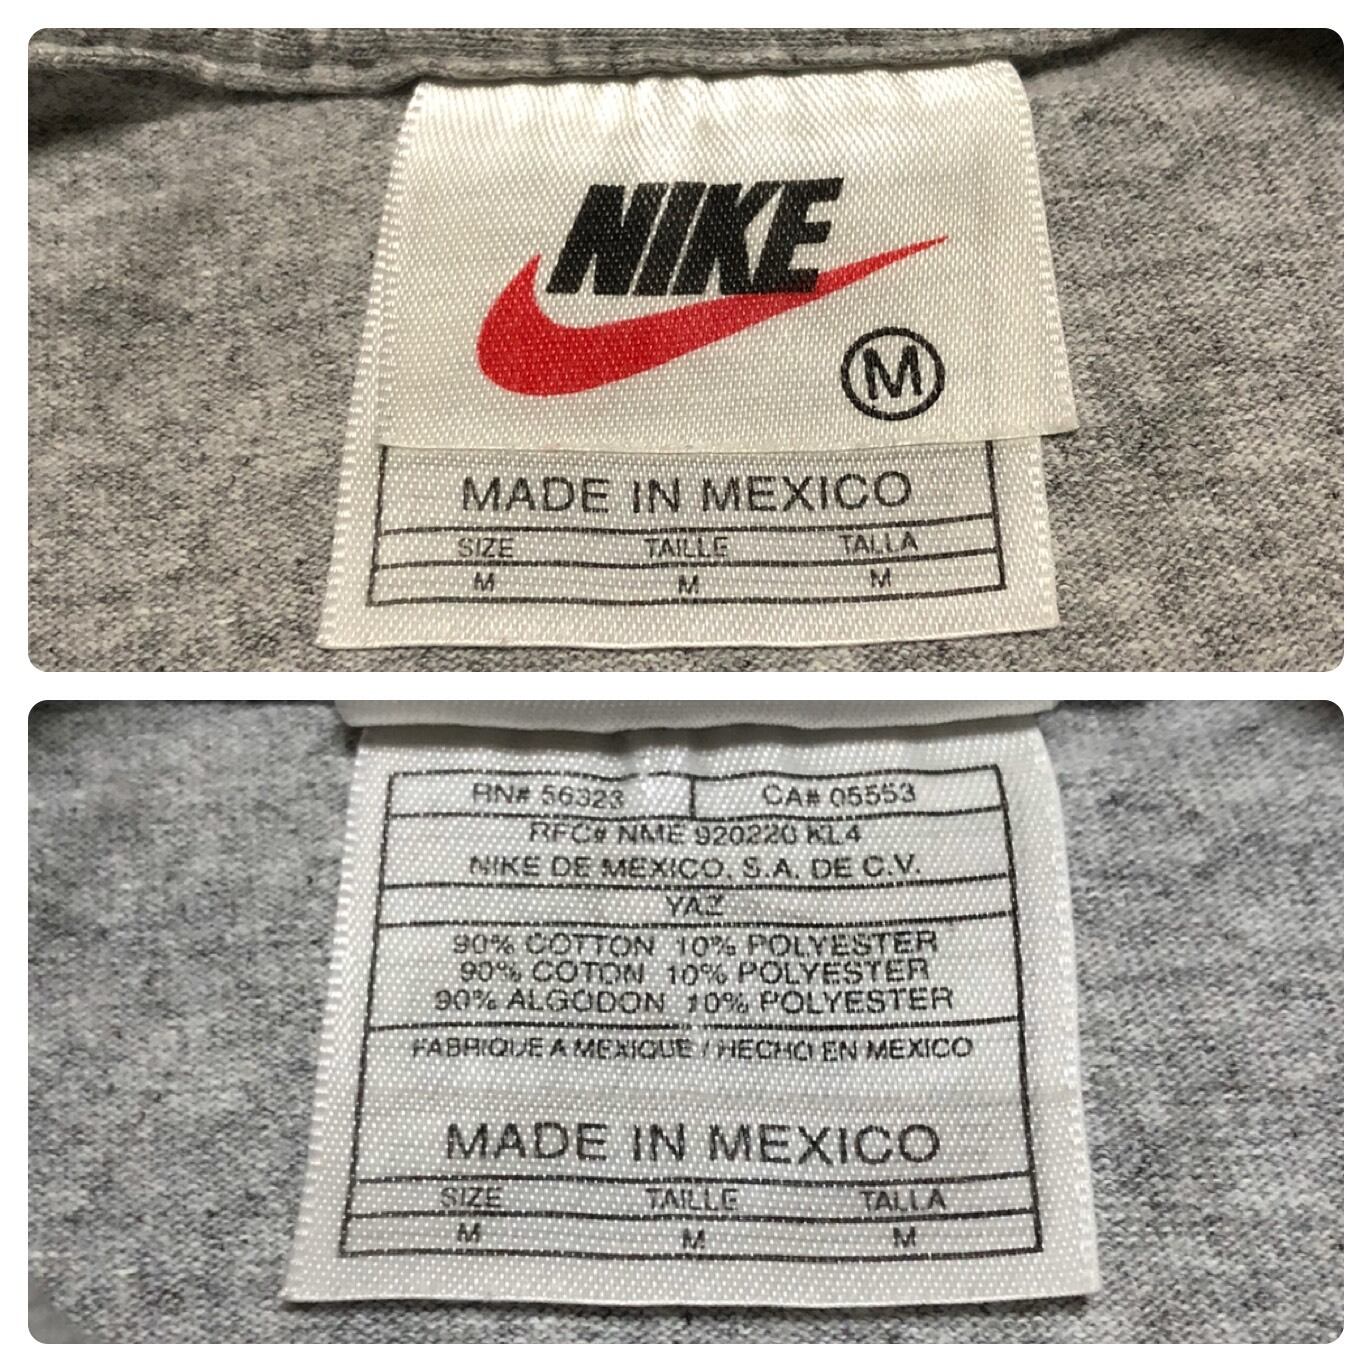 NIKE
M
MADE IN MEXICO
SIZE TAILLE TALLA
M M M
RN# 56323 CA# 05553
RFC# NME 920220 KL4
NIKE DE MEXICO, S.A. DE C.V.
YAZ
90% COTTON 10% POLYESTER
90% COTON 10% POLYESTER
90% ALGODON 10% POLYESTER
FABRIQUE A MEXIQUE / HECHO EN MEXICO
MADE IN MEXICO
SIZE TAILLE TALLA
M M M